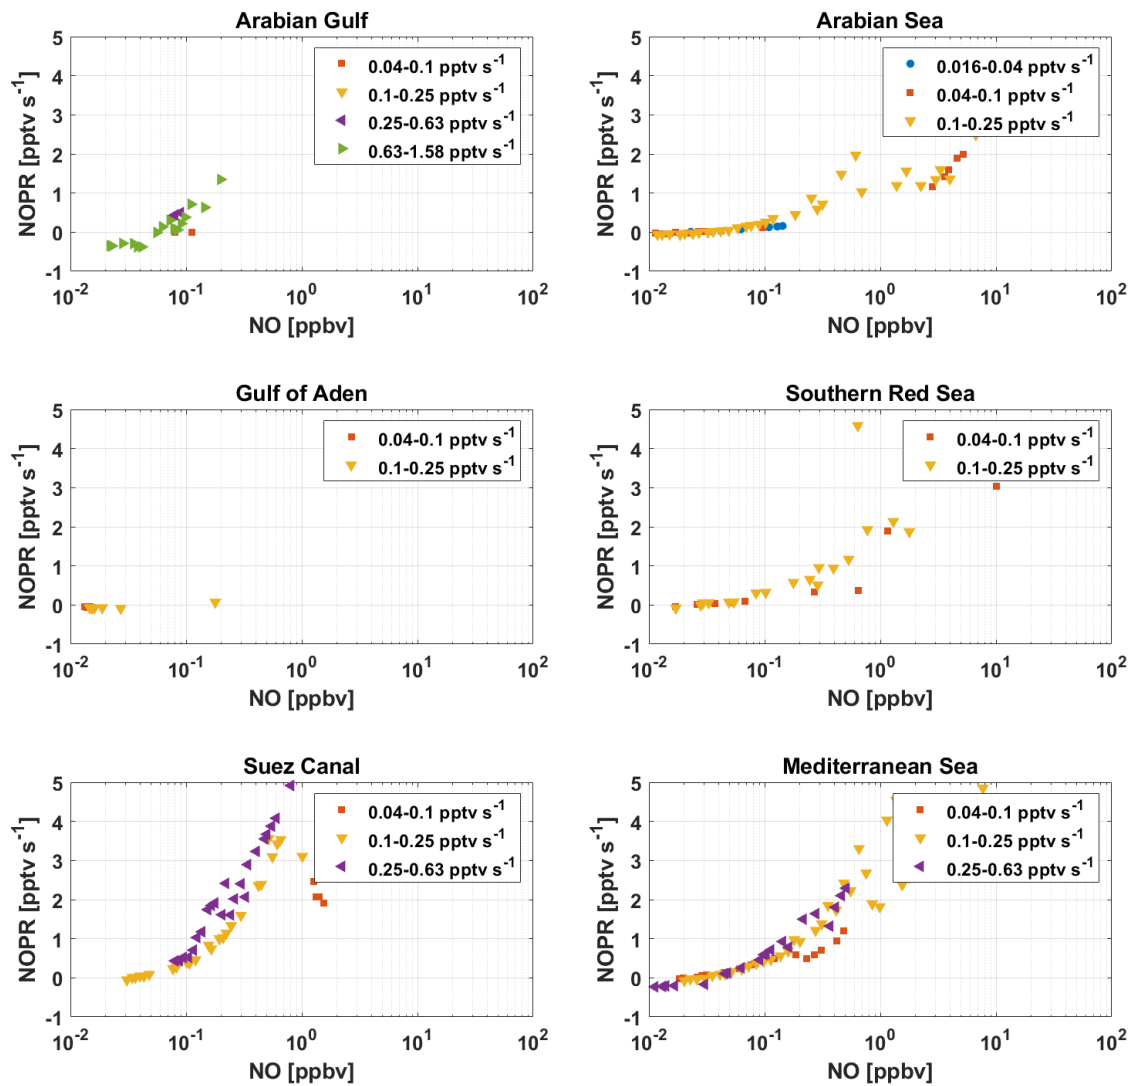 Arabian Gulf
NOPR [pptv s-1]
5
4
3
2
1
0
-1
0.04-0.1 pptv s-1
0.1-0.25 pptv s-1
0.25-0.63 pptv s-1
0.63-1.58 pptv s-1
10-2 10-1 100 101 102
NO [ppbv]
Arabian Sea
NOPR [pptv s-1]
5
4
3
2
1
0
-1
0.016-0.04 pptv s-1
0.04-0.1 pptv s-1
0.1-0.25 pptv s-1
10-2 10-1 100 101 102
NO [ppbv]
Gulf of Aden
NOPR [pptv s-1]
5
4
3
2
1
0
-1
0.04-0.1 pptv s-1
0.1-0.25 pptv s-1
10-2 10-1 100 101 102
NO [ppbv]
Southern Red Sea
NOPR [pptv s-1]
5
4
3
2
1
0
-1
0.04-0.1 pptv s-1
0.1-0.25 pptv s-1
10-2 10-1 100 101 102
NO [ppbv]
Suez Canal
NOPR [pptv s-1]
5
4
3
2
1
0
-1
0.04-0.1 pptv s-1
0.1-0.25 pptv s-1
0.25-0.63 pptv s-1
10-2 10-1 100 101 102
NO [ppbv]
Mediterranean Sea
NOPR [pptv s-1]
5
4
3
2
1
0
-1
0.04-0.1 pptv s-1
0.1-0.25 pptv s-1
0.25-0.63 pptv s-1
10-2 10-1 100 101 102
NO [ppbv]